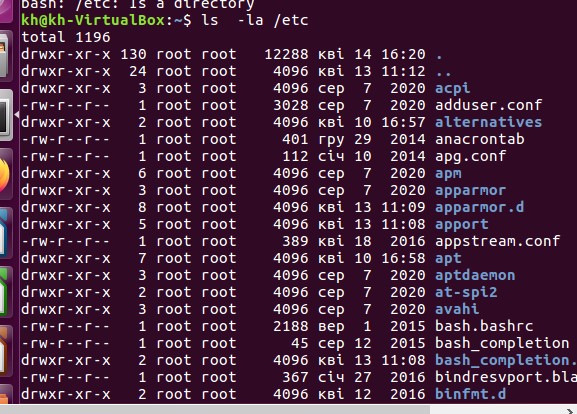 bash: /etc: Is a directory
kh@kh-VirtualBox:~$ ls  -la /etc
total 1196
drwxr-xr-x 130 root root    12288 кві 14 16:20 .
drwxr-xr-x  24 root root     4096 кві 13 11:12 ..
drwxr-xr-x   3 root root     4096 сер  7  2020 acpi
-rw-r--r--   1 root root     3028 сер  7  2020 adduser.conf
drwxr-xr-x   2 root root     4096 кві 10 16:57 alternatives
-rw-r--r--   1 root root      401 гру 29  2014 anacrontab
-rw-r--r--   1 root root      112 січ 10  2014 apg.conf
drwxr-xr-x   6 root root     4096 сер  7  2020 apm
drwxr-xr-x   3 root root     4096 сер  7  2020 apparmor
drwxr-xr-x   8 root root     4096 кві 13 11:09 apparmor.d
drwxr-xr-x   5 root root     4096 кві 13 11:08 apport
-rw-r--r--   1 root root      389 кві 18  2016 appstream.conf
drwxr-xr-x   7 root root     4096 кві 10 16:58 apt
drwxr-xr-x   3 root root     4096 сер  7  2020 aptdaemon
drwxr-xr-x   2 root root     4096 сер  7  2020 at-spi2
drwxr-xr-x   3 root root     4096 сер  7  2020 avahi
-rw-r--r--   1 root root     2188 вер  1  2015 bash.bashrc
-rw-r--r--   1 root root       45 сер 12  2015 bash_completion
drwxr-xr-x   2 root root     4096 кві 13 11:08 bash_completion.
-rw-r--r--   1 root root      367 січ 27  2016 bindresvport.bla
drwxr-xr-x   2 root root     4096 кві 12  2016 binfmt.d